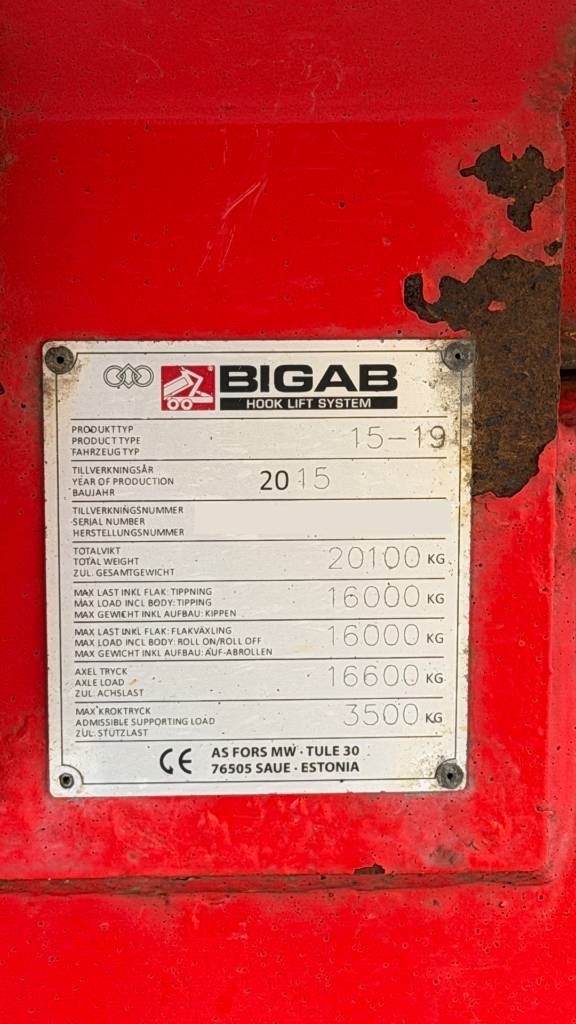 BIGAB
HOOK LIFT SYSTEM
PRODUKTTYP
PRODUCT TYPE
FAHRZEUG TYP
15-19
TILLVERKNINGSÅR
YEAR OF PRODUCTION
BAUJAHR
2015
TILLVERKNINGSNUMMER
SERIAL NUMBER
HERSTELLUNGSNUMMER
TOTALVIKT
TOTAL WEIGHT
ZUL. GESAMTGEWICHT
20100 KG
MAX LAST INKL FLAK: TIPPNING
MAX LOAD INCL BODY: TIPPING
MAX GEWICHT INKL AUFBAU: KIPPEN
16000 KG
MAX LAST INKL FLAK: FLAKVÄXLING
MAX LOAD INCL BODY: ROLL ON/ROLL OFF
MAX GEWICHT INKL AUFBAU: AUF-ABROLLEN
16000 KG
AXEL TRYCK
AXLE LOAD
ZUL. ACHSLAST
16600 KG
MAX KROKTRYCK
ADMISSIBLE SUPPORTING LOAD
ZUL. STÜTZLAST
3500 KG
CE
AS FORS MW · TULE 30
76505 SAUE · ESTONIA